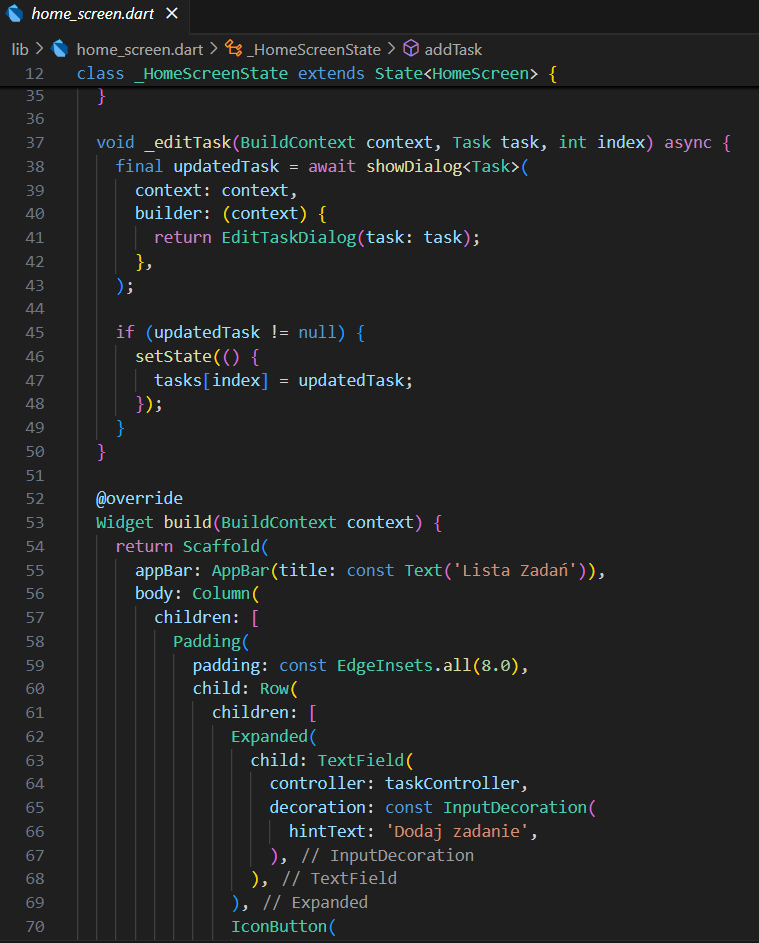 home_screen.dart ×
lib > home_screen.dart > _HomeScreenState > addTask
12 class _HomeScreenState extends State<HomeScreen> {
35 }
36
37 void _editTask(BuildContext context, Task task, int index) async {
38 final updatedTask = await showDialog<Task>(
39 context: context,
40 builder: (context) {
41 return EditTaskDialog(task: task);
42 },
43 );
44
45 if (updatedTask != null) {
46 setState(() {
47 tasks[index] = updatedTask;
48 });
49 }
50 }
51
52 @override
53 Widget build(BuildContext context) {
54 return Scaffold(
55 appBar: AppBar(title: const Text('Lista Zadań')),
56 body: Column(
57 children: [
58 Padding(
59 padding: const EdgeInsets.all(8.0),
60 child: Row(
61 children: [
62 Expanded(
63 child: TextField(
64 controller: taskController,
65 decoration: const InputDecoration(
66 hintText: 'Dodaj zadanie',
67 ), // InputDecoration
68 ), // TextField
69 ), // Expanded
70 IconButton(